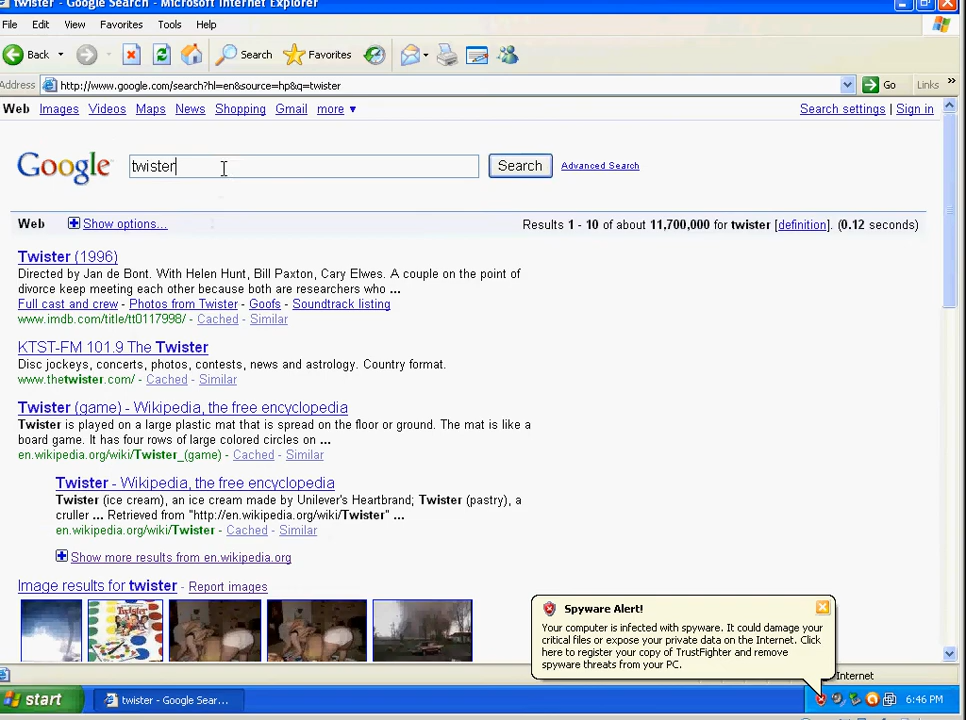 twister - Google Search - Microsoft Internet Explorer
File Edit View Favorites Tools Help
Back Search Favorites
Address http://www.google.com/search?hl=en&source=hp&q=twister Go Links »
Web Images Videos Maps News Shopping Gmail more ▼ Search settings | Sign in
Google twister Search Advanced Search
Web Show options... Results 1 - 10 of about 11,700,000 for twister [definition]. (0.12 seconds)
Twister (1996)
Directed by Jan de Bont. With Helen Hunt, Bill Paxton, Cary Elwes. A couple on the point of
divorce keep meeting each other because both are researchers who ...
Full cast and crew - Photos from Twister - Goofs - Soundtrack listing
www.imdb.com/title/tt0117998/ - Cached - Similar
KTST-FM 101.9 The Twister
Disc jockeys, concerts, photos, contests, news and astrology. Country format.
www.thetwister.com/ - Cached - Similar
Twister (game) - Wikipedia, the free encyclopedia
Twister is played on a large plastic mat that is spread on the floor or ground. The mat is like a
board game. It has four rows of large colored circles on ...
en.wikipedia.org/wiki/Twister_(game) - Cached - Similar
Twister - Wikipedia, the free encyclopedia
Twister (ice cream), an ice cream made by Unilever's Heartbrand; Twister (pastry), a
cruller ... Retrieved from "http://en.wikipedia.org/wiki/Twister" ...
en.wikipedia.org/wiki/Twister - Cached - Similar
Show more results from en.wikipedia.org
Image results for twister - Report images
Twister
Spyware Alert!
Your computer is infected with spyware. It could damage your
critical files or expose your private data on the Internet. Click
here to register your copy of TrustFighter and remove
spyware threats from your PC.
Internet
start twister - Google Sear... 6:46 PM